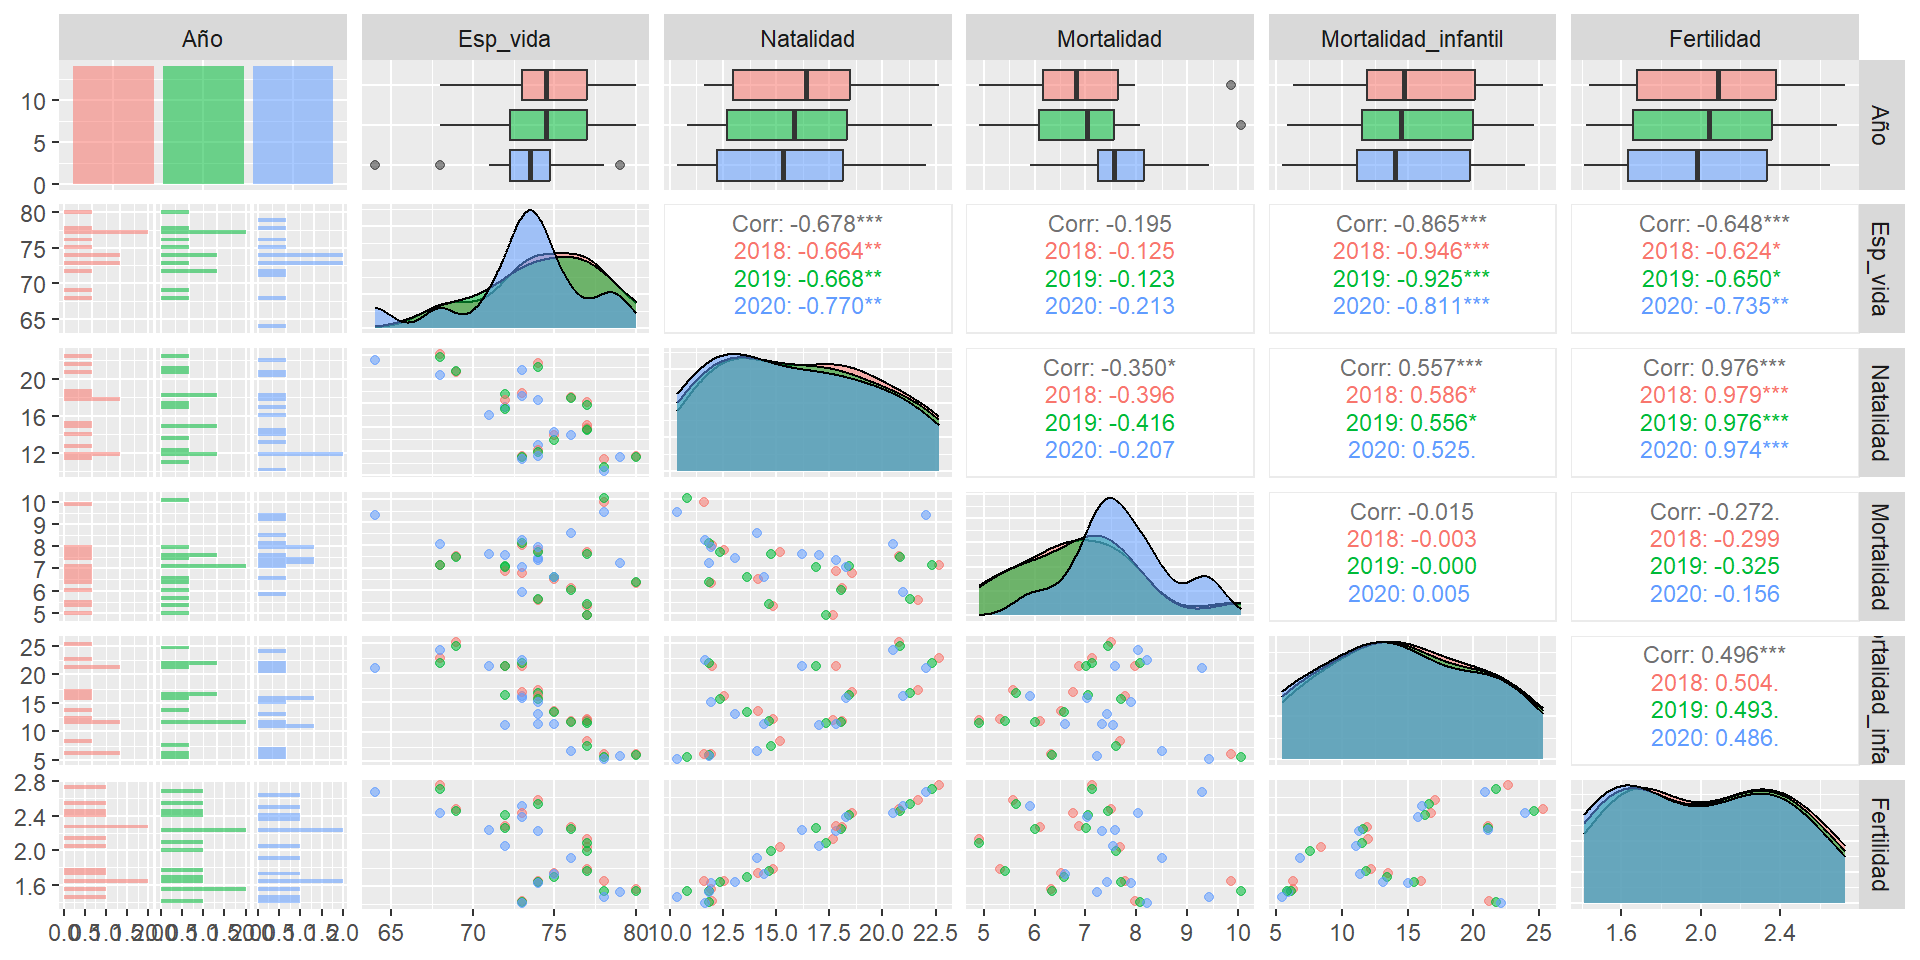 Año Esp_vida Natalidad Mortalidad Mortalidad_infantil Fertilidad
10
5
0
Año
80
75
70
65
Corr: -0.678***
2018: -0.664**
2019: -0.668**
2020: -0.770**
Corr: -0.195
2018: -0.125
2019: -0.123
2020: -0.213
Corr: -0.865***
2018: -0.946***
2019: -0.925***
2020: -0.811***
Corr: -0.648***
2018: -0.624*
2019: -0.650*
2020: -0.735**
Esp_vida
20
16
12
Corr: -0.350*
2018: -0.396
2019: -0.416
2020: -0.207
Corr: 0.557***
2018: 0.586*
2019: 0.556*
2020: 0.525.
Corr: 0.976***
2018: 0.979***
2019: 0.976***
2020: 0.974***
Natalidad
10
9
8
7
6
5
Corr: -0.015
2018: -0.003
2019: -0.000
2020: 0.005
Corr: -0.272.
2018: -0.299
2019: -0.325
2020: -0.156
Mortalidad
25
20
15
10
5
Corr: 0.496***
2018: 0.504.
2019: 0.493.
2020: 0.486.
ortalidad_infa
2.8
2.4
2.0
1.6
Fertilidad
65 70 75 80
10.0 12.5 15.0 17.5 20.0 22.5
5 6 7 8 9 10
5 10 15 20 25
1.6 2.0 2.4